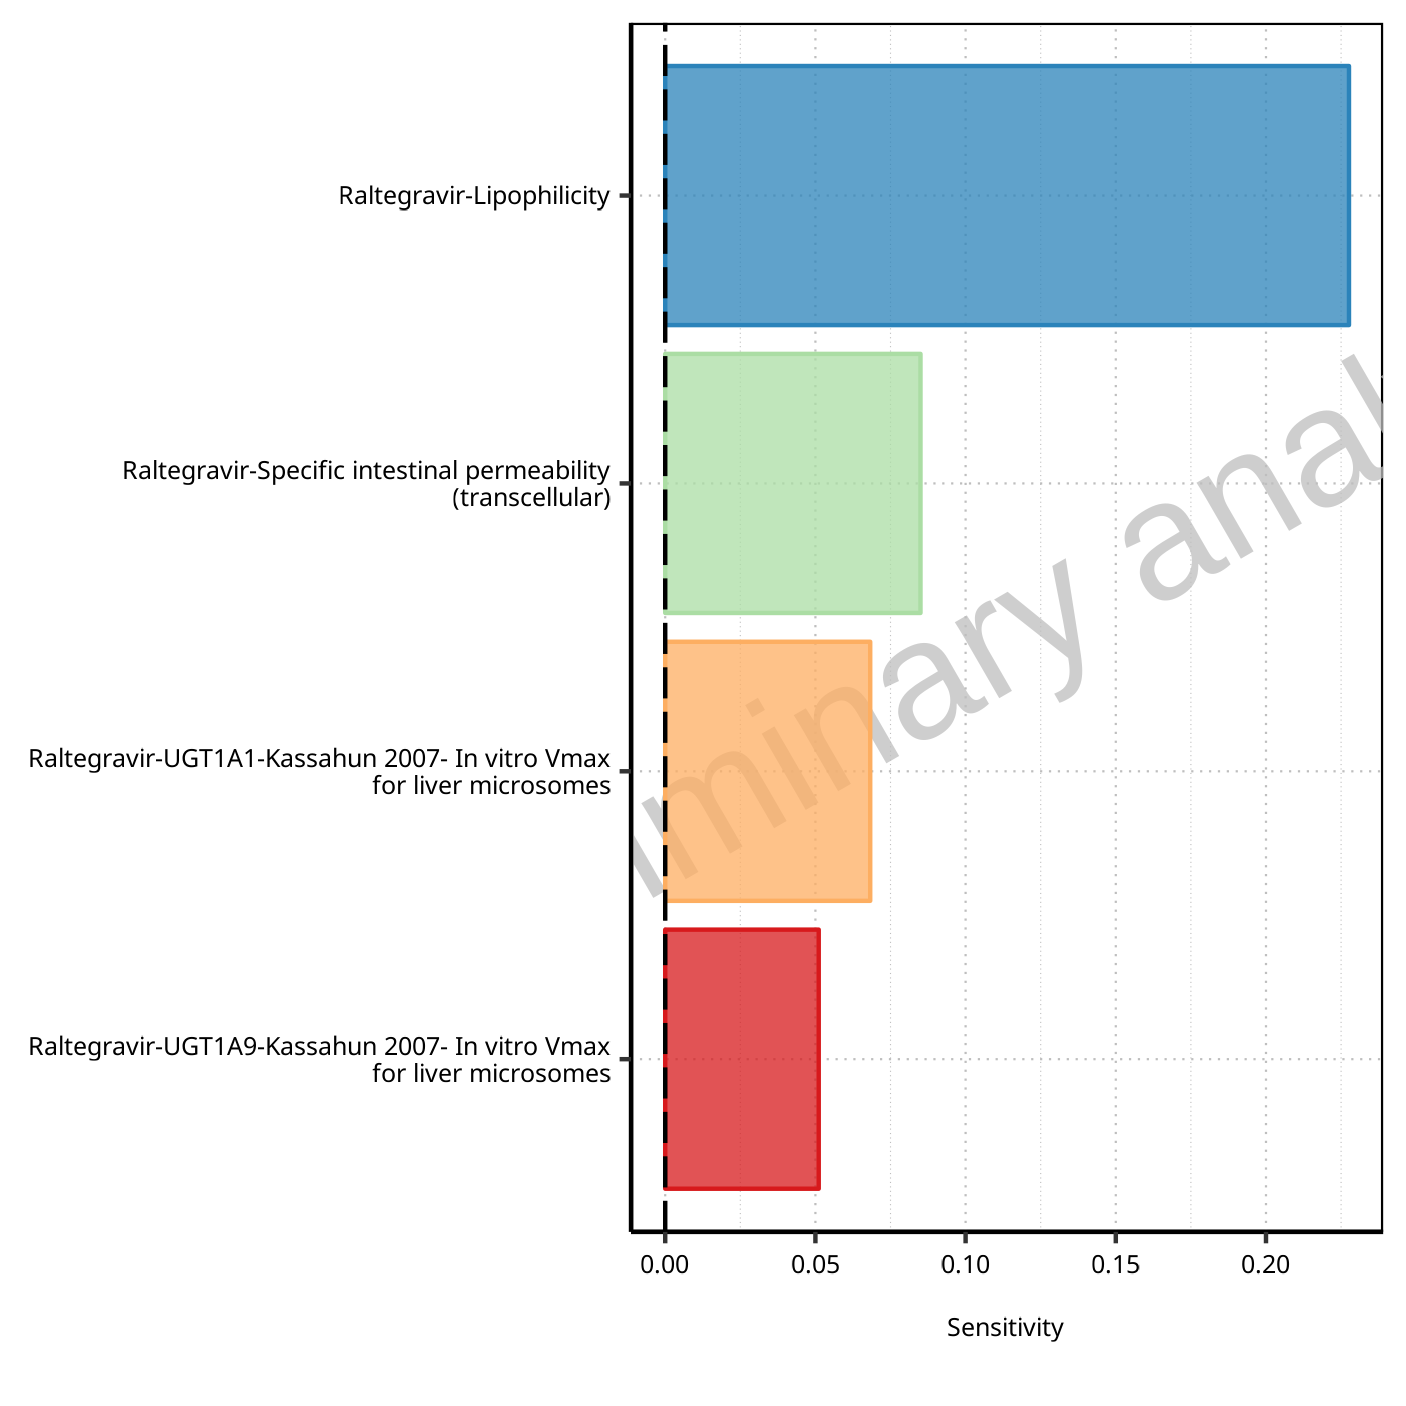 Raltegravir-Lipophilicity
Raltegravir-Specific intestinal permeability
(transcellular)
Raltegravir-UGT1A1-Kassahun 2007- In vitro Vmax
for liver microsomes
Raltegravir-UGT1A9-Kassahun 2007- In vitro Vmax
for liver microsomes
minary anal
0.00 0.05 0.10 0.15 0.20
Sensitivity